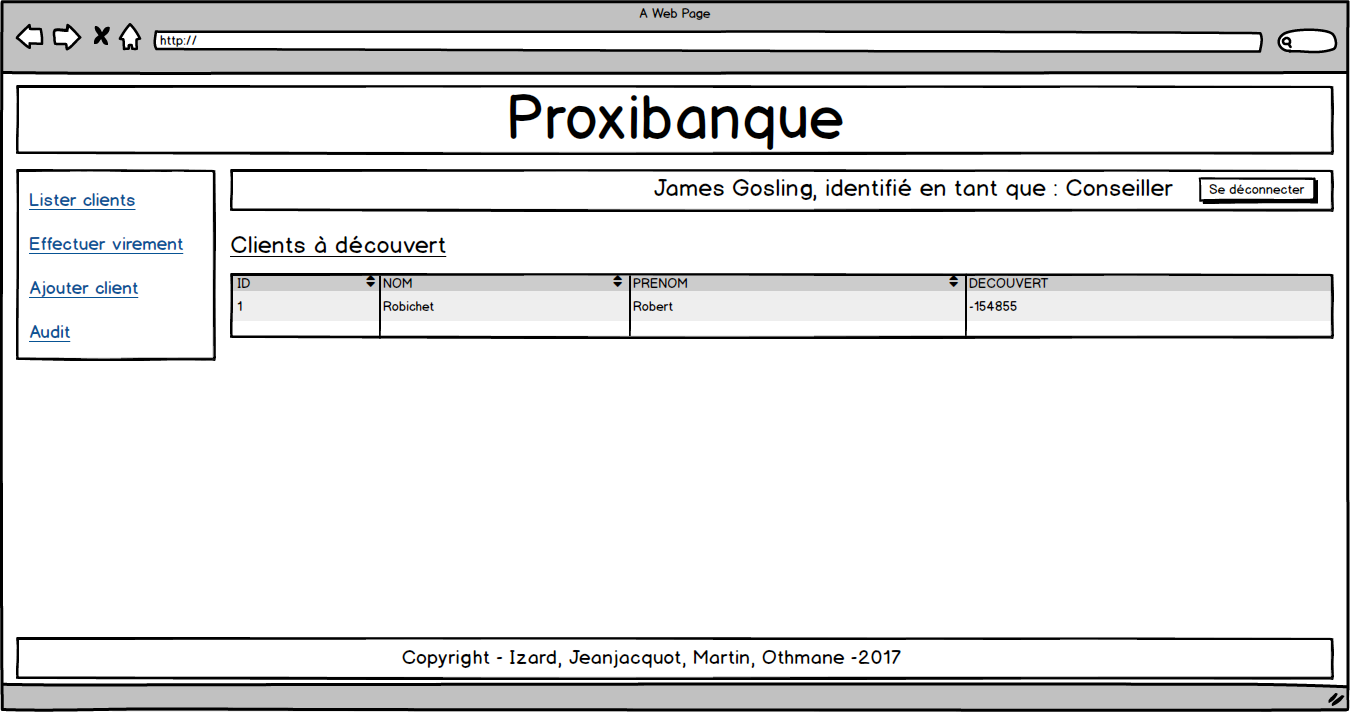 A Web Page
http://
Proxibanque
Lister clients
Effectuer virement
Ajouter client
Audit
James Gosling, identifié en tant que : Conseiller Se déconnecter
Clients à découvert
ID NOM PRENOM DECOUVERT
1 Robichet Robert -154855
Copyright - Izard, Jeanjacquot, Martin, Othmane -2017